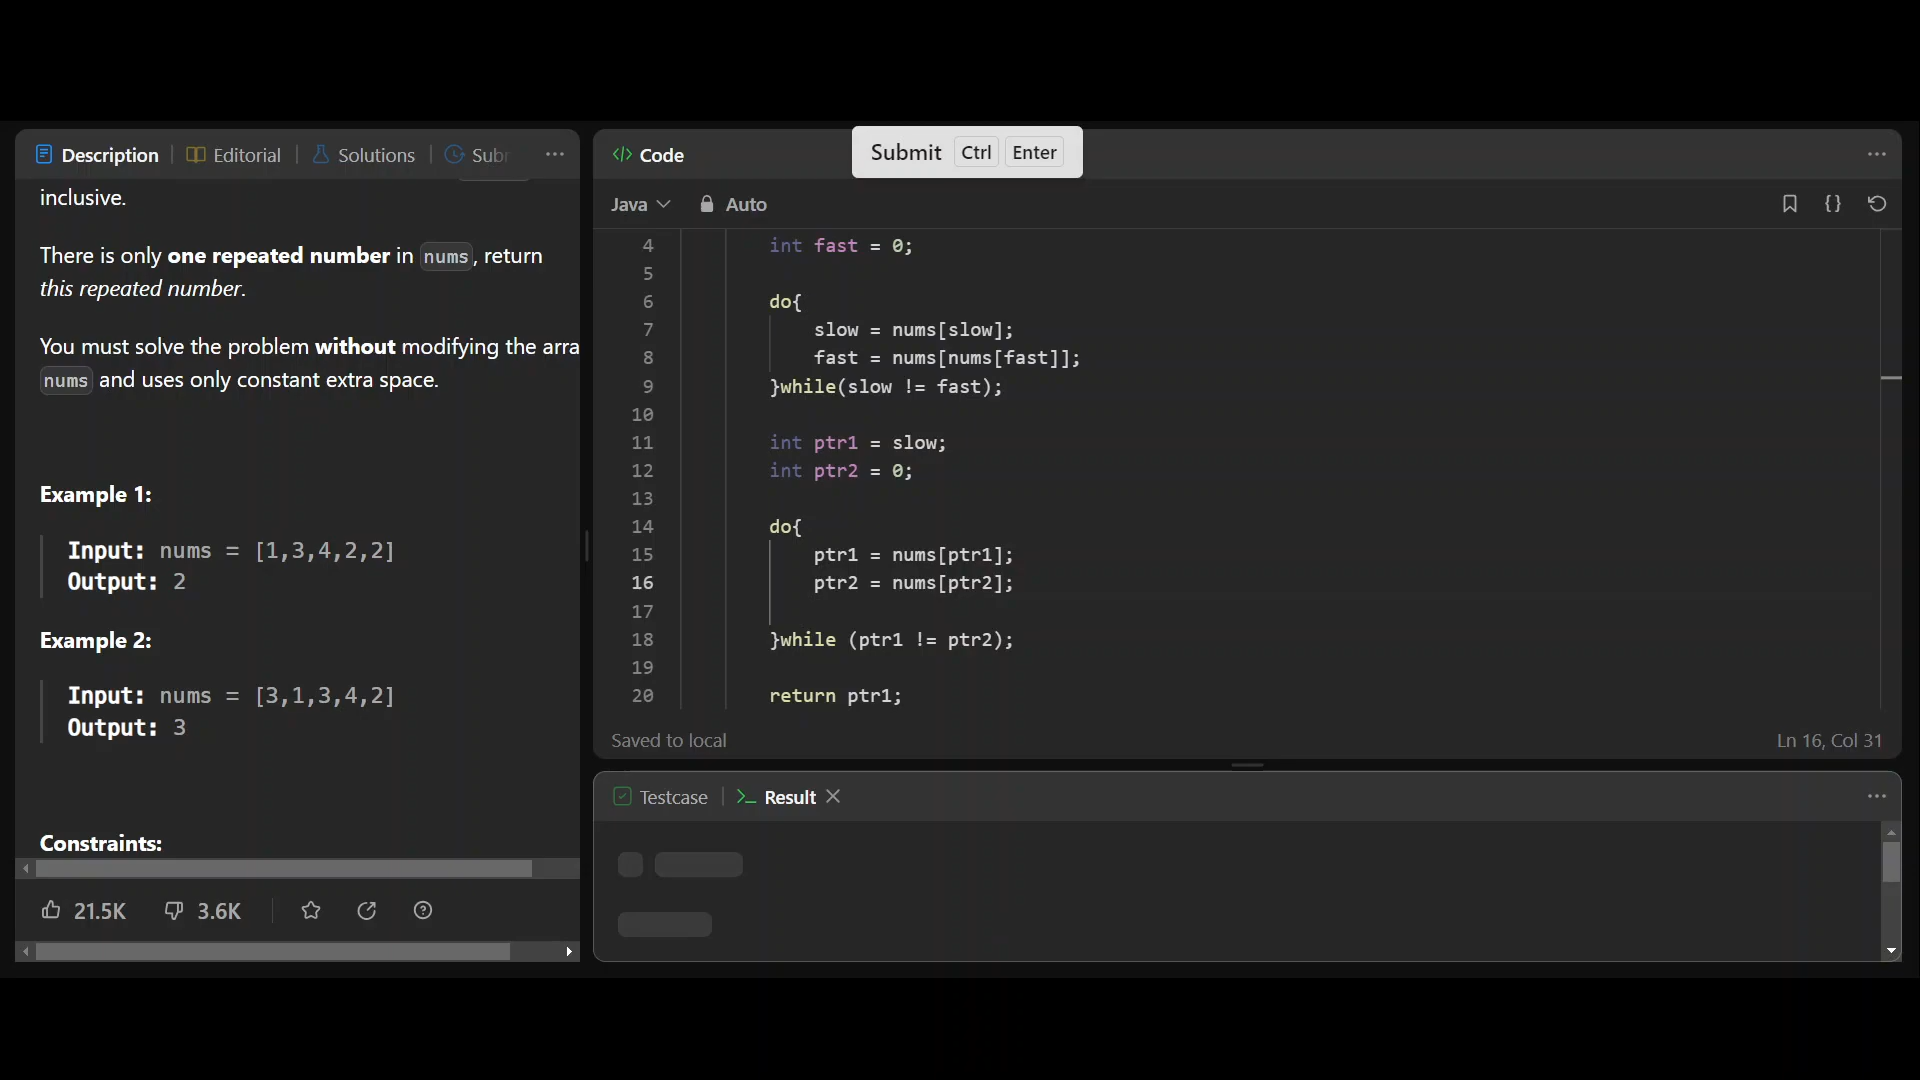 Description
Editorial
Solutions
Subr
inclusive.
There is only one repeated number in nums, return
this repeated number.
You must solve the problem without modifying the arra
nums and uses only constant extra space.
Example 1:
Input: nums = [1,3,4,2,2]
Output: 2
Example 2:
Input: nums = [3,1,3,4,2]
Output: 3
Constraints:
21.5K
3.6K
</> Code
Submit Ctrl Enter
Java
Auto
{}
4 int fast = 0;
5
6 do{
7 slow = nums[slow];
8 fast = nums[nums[fast]];
9 }while(slow != fast);
10
11 int ptr1 = slow;
12 int ptr2 = 0;
13
14 do{
15 ptr1 = nums[ptr1];
16 ptr2 = nums[ptr2];
17
18 }while (ptr1 != ptr2);
19
20 return ptr1;
Saved to local
Ln 16, Col 31
Testcase
>_ Result